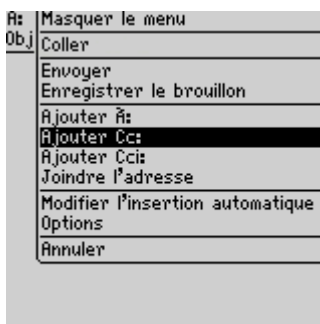 A: Masquer le menu
Obj Coller
Envoyer
Enregistrer le brouillon
Ajouter À:
Ajouter Cc:
Ajouter Cci:
Joindre l'adresse
Modifier l'insertion automatique
Options
Annuler